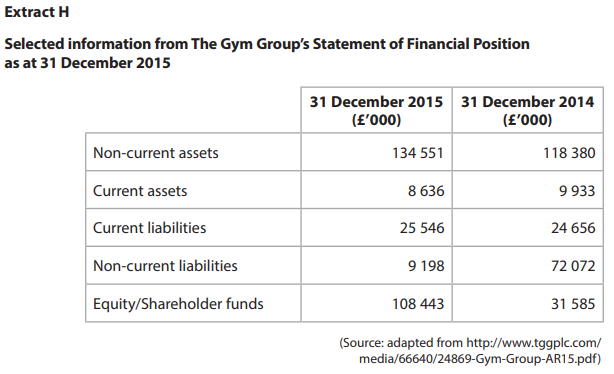 Extract H
Selected information from The Gym Group’s Statement of Financial Position
as at 31 December 2015
31 December 2015 31 December 2014
(£’000) (£’000)
Non-current assets 134 551 118 380
Current assets 8 636 9 933
Current liabilities 25 546 24 656
Non-current liabilities 9 198 72 072
Equity/Shareholder funds 108 443 31 585
(Source: adapted from http://www.tggplc.com/
media/66640/24869-Gym-Group-AR15.pdf)